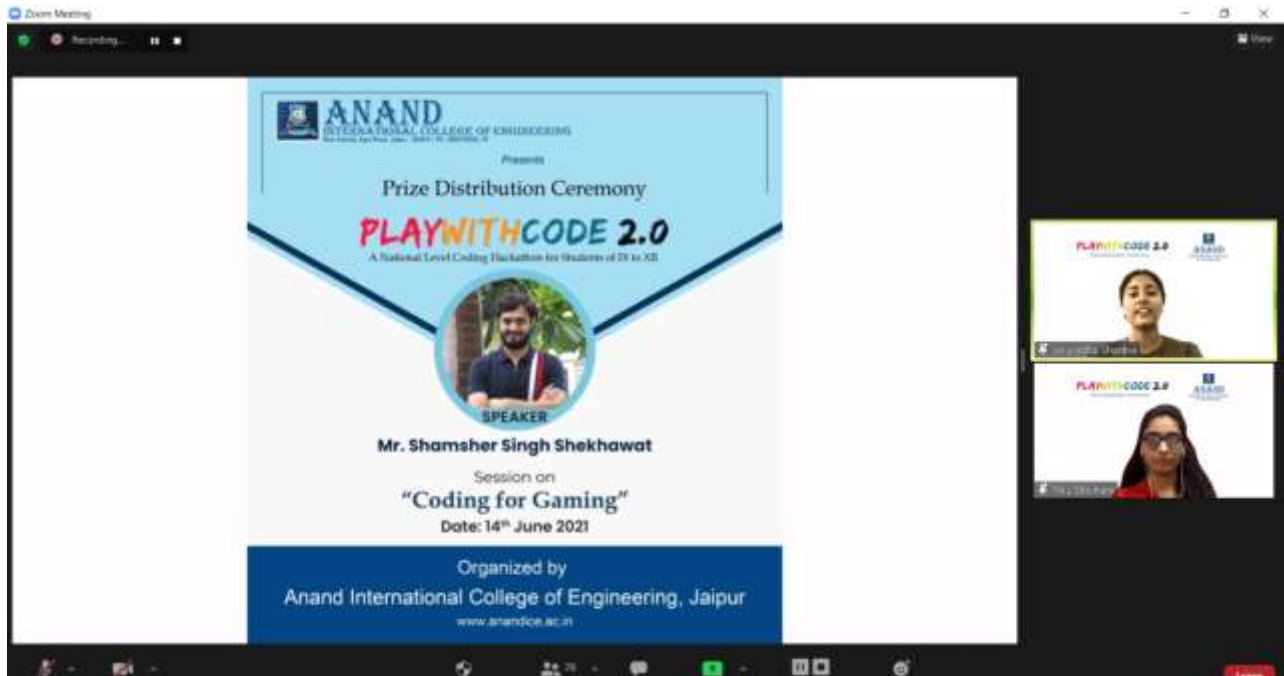 Zoom Meeting
Recording...
View
ANAND
INTERNATIONAL COLLEGE OF ENGINEERING
Presents
Prize Distribution Ceremony
PLAYWITHCODE 2.0
A National Level Coding Hackathon for Students of IX to XII
SPEAKER
Mr. Shamsher Singh Shekhawat
Session on
"Coding for Gaming"
Date: 14th June 2021
Organized by
Anand International College of Engineering, Jaipur
www.anandice.ac.in
PLAYWITHCODE 2.0
ANAND
PLAYWITHCODE 2.0
ANAND